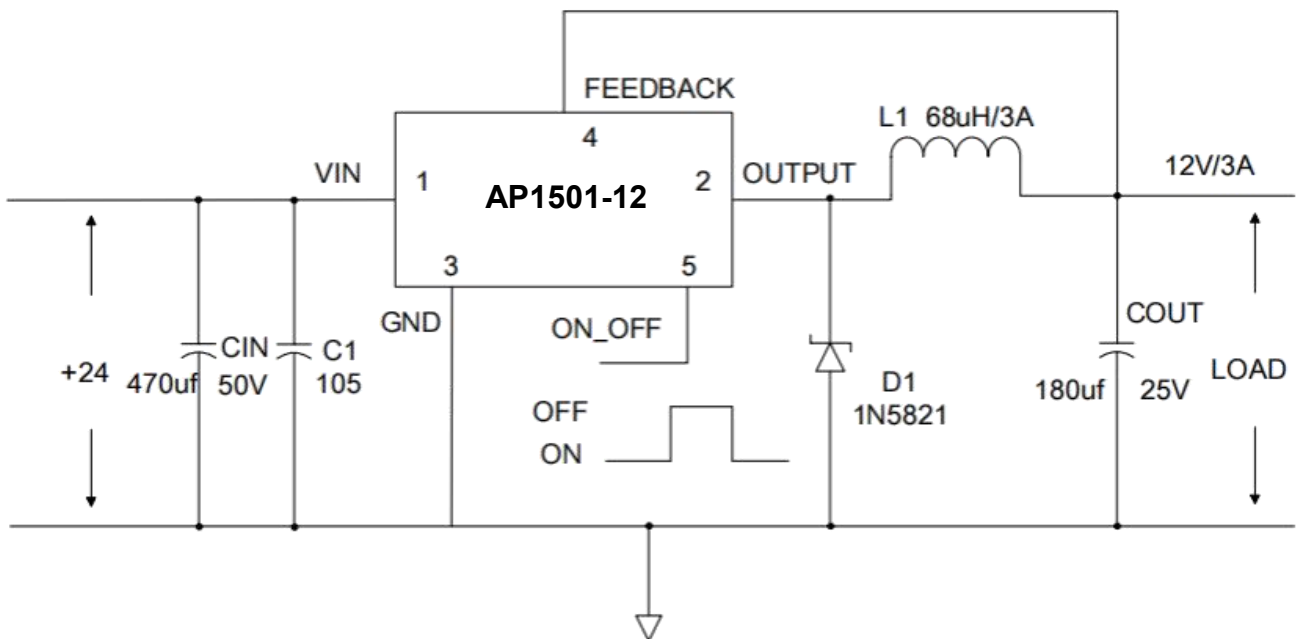 FEEDBACK
L1 68uH/3A
4
VIN
1
AP1501-12
2
OUTPUT
12V/3A
3
5
GND
ON_OFF
+24
CIN
470uf 50V
C1
105
D1
1N5821
COUT
180uf 25V
LOAD
OFF
ON